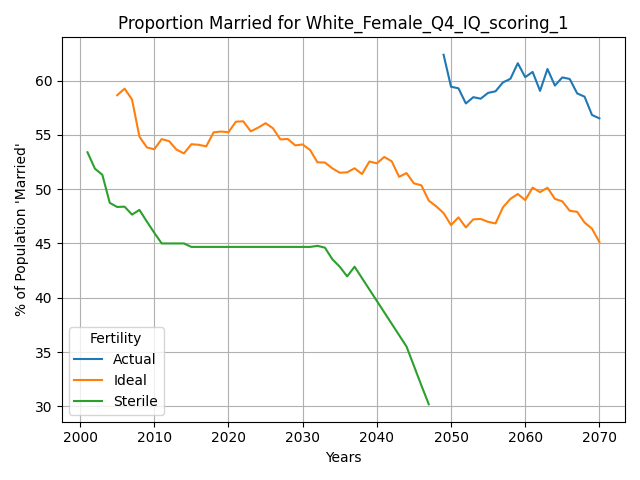 Proportion Married for White_Female_Q4_IQ_scoring_1
% of Population 'Married'
60
55
50
45
40
35
30
Fertility
Actual
Ideal
Sterile
2000 2010 2020 2030 2040 2050 2060 2070
Years